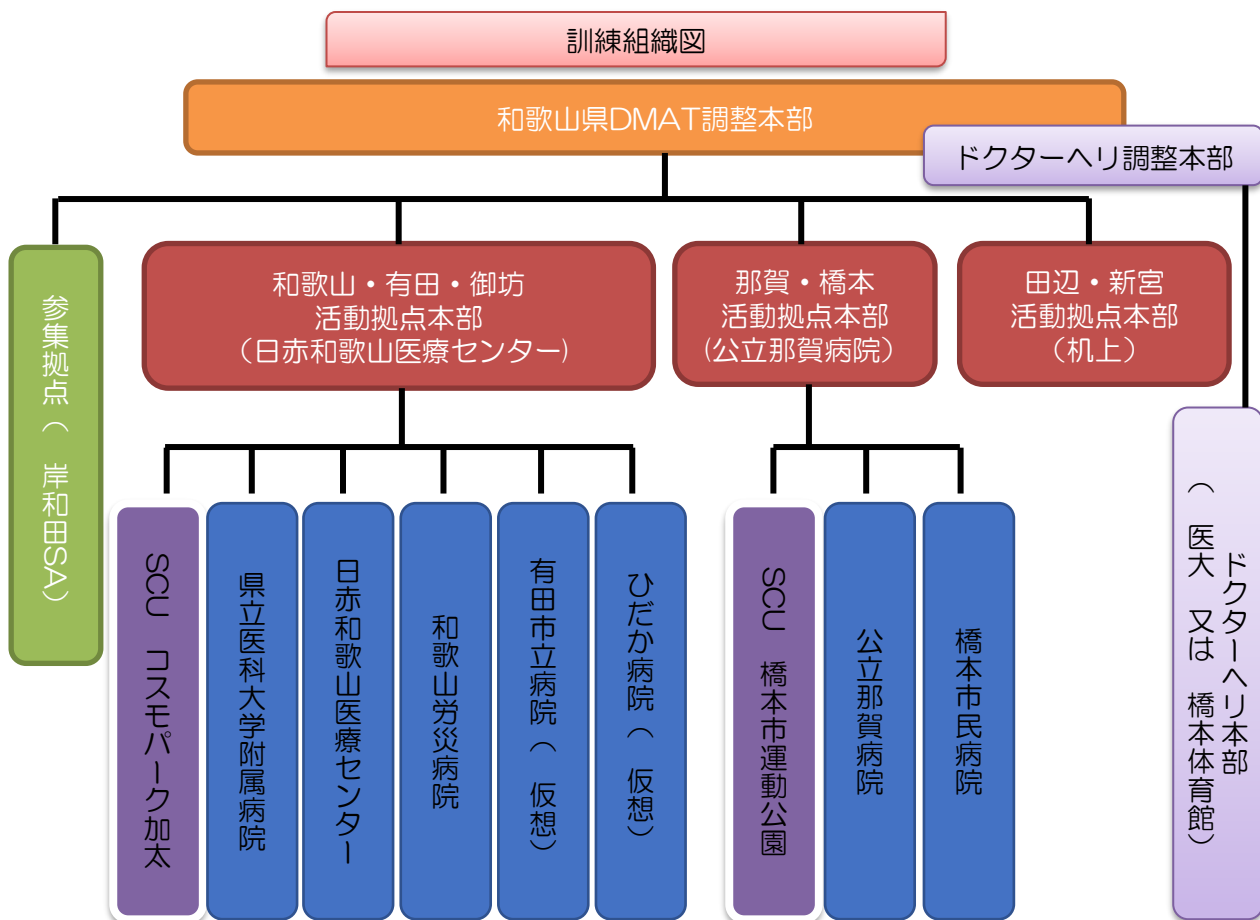 訓練組織図
和歌山県DMAT調整本部
ドクターヘリ調整本部
参集拠点（ 岸和田SA）
和歌山・有田・御坊
活動拠点本部
（日赤和歌山医療センター）
那賀・橋本
活動拠点本部
(公立那賀病院）
田辺・新宮
活動拠点本部
（机上）
SCU コスモパーク加太
県立医科大学附属病院
日赤和歌山医療センター
和歌山労災病院
有田市立病院（ 仮想）
ひだか病院（ 仮想）
SCU 橋本市運動公園
公立那賀病院
橋本市民病院
ドクターヘリ本部
（ 医大 又は 橋本体育館）